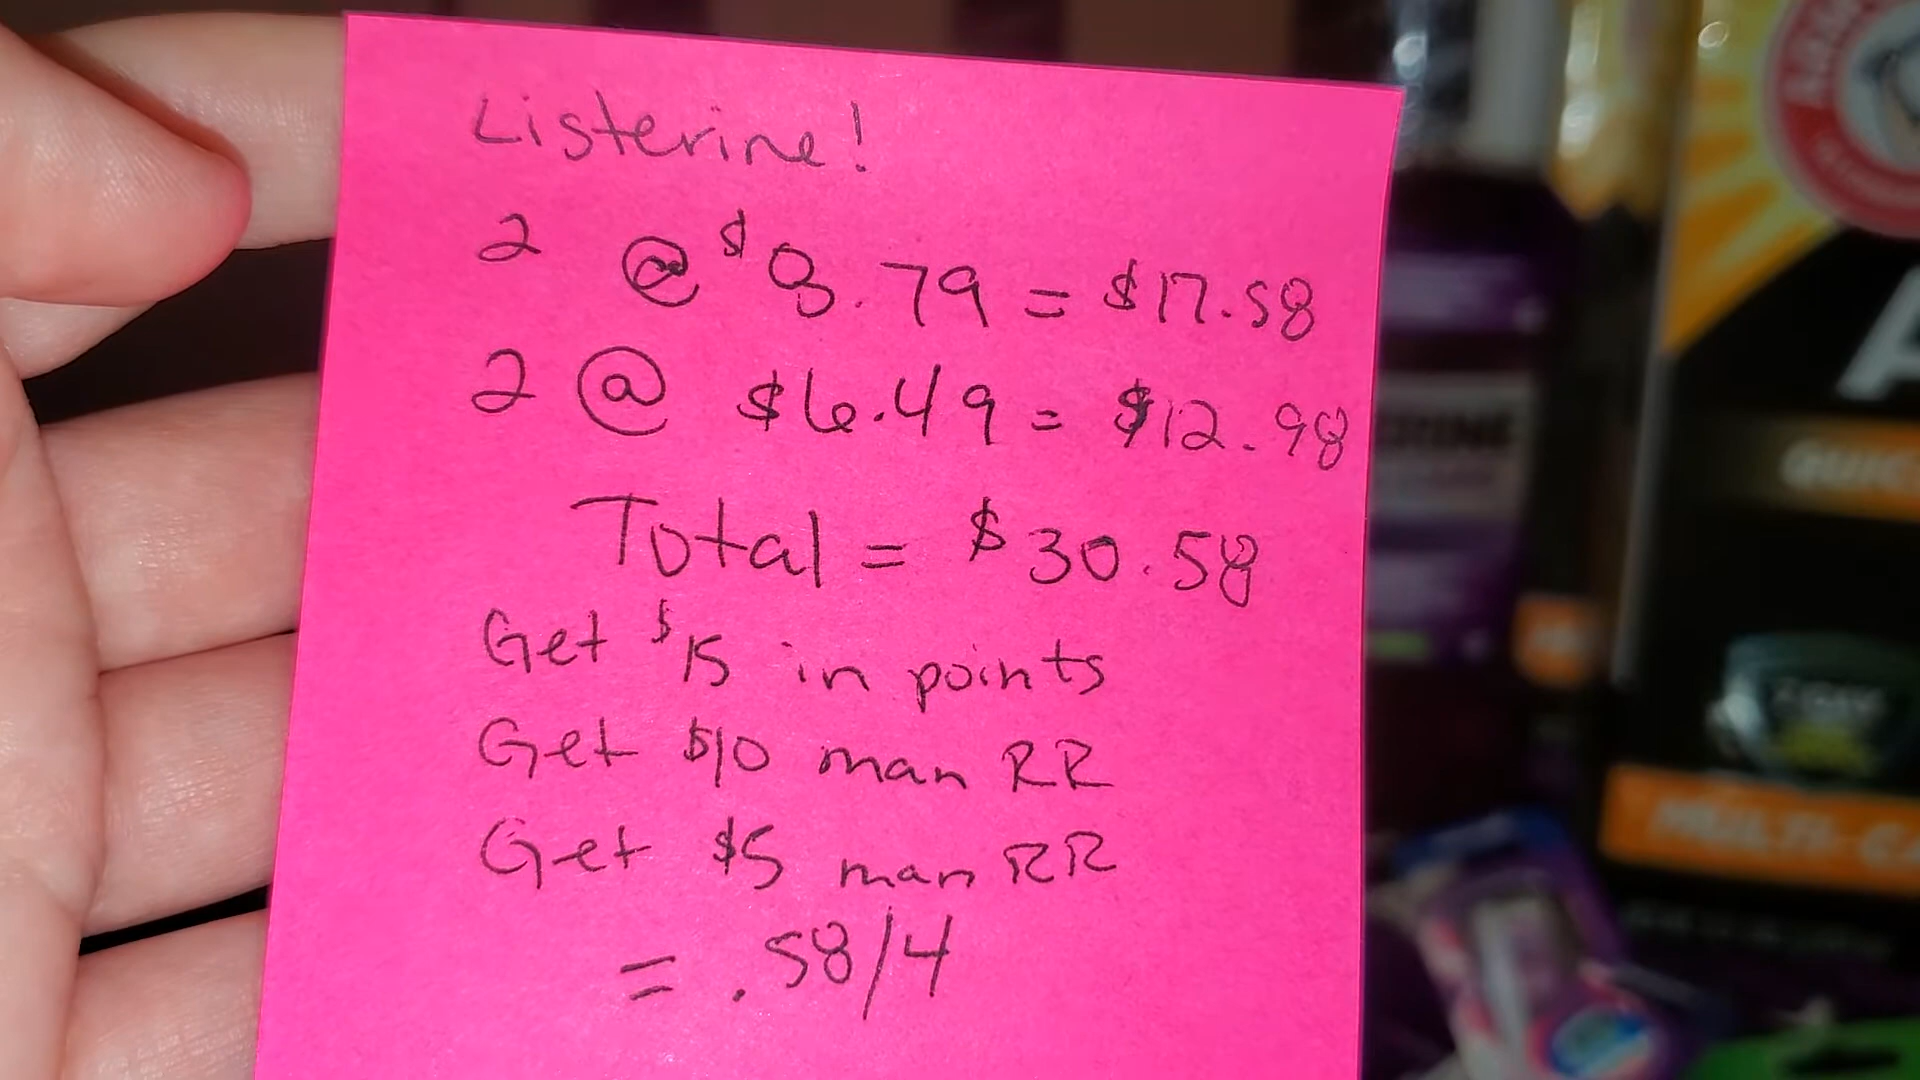 Listerine!
2 @ $8.79 = $17.58
2 @ $6.49 = $12.98
Total = $30.58
Get $15 in points
Get $10 man RR
Get $5 man RR
= .58/4